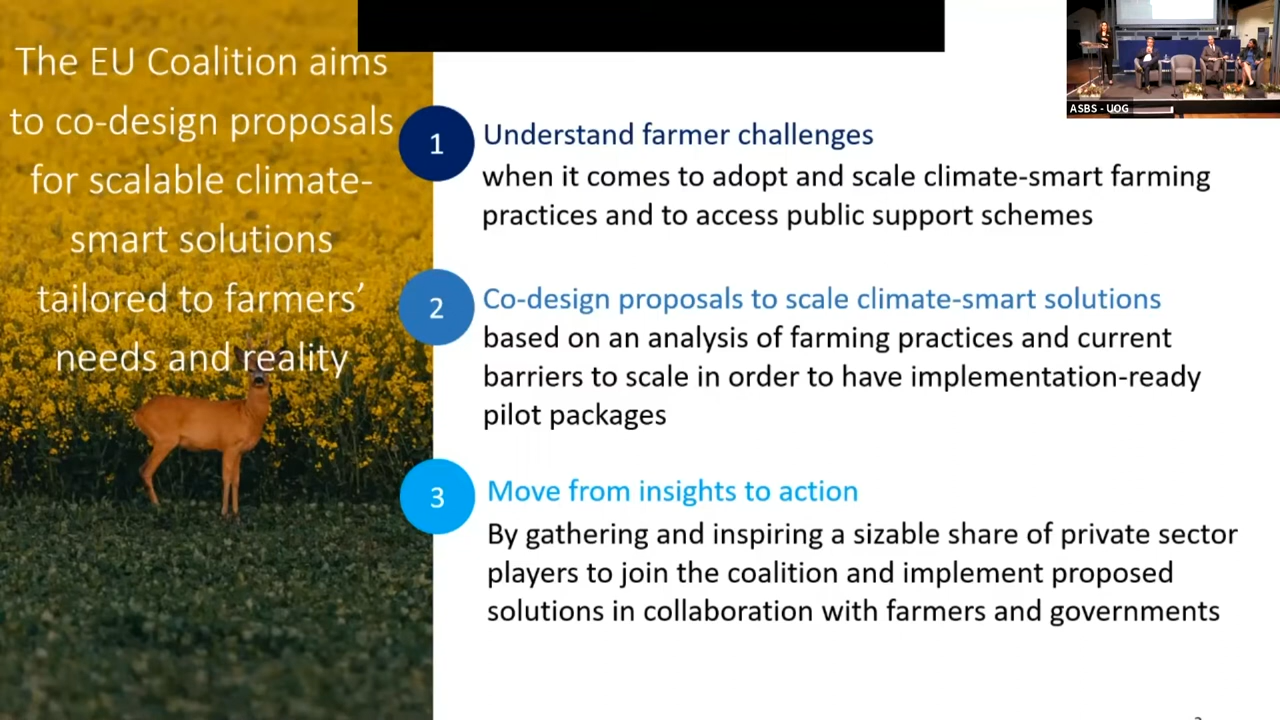 The EU Coalition aims
to co-design proposals
for scalable climate-
smart solutions
tailored to farmers’
needs and reality
1
Understand farmer challenges
when it comes to adopt and scale climate-smart farming
practices and to access public support schemes
2
Co-design proposals to scale climate-smart solutions
based on an analysis of farming practices and current
barriers to scale in order to have implementation-ready
pilot packages
3
Move from insights to action
By gathering and inspiring a sizable share of private sector
players to join the coalition and implement proposed
solutions in collaboration with farmers and governments
ASBS - UOG